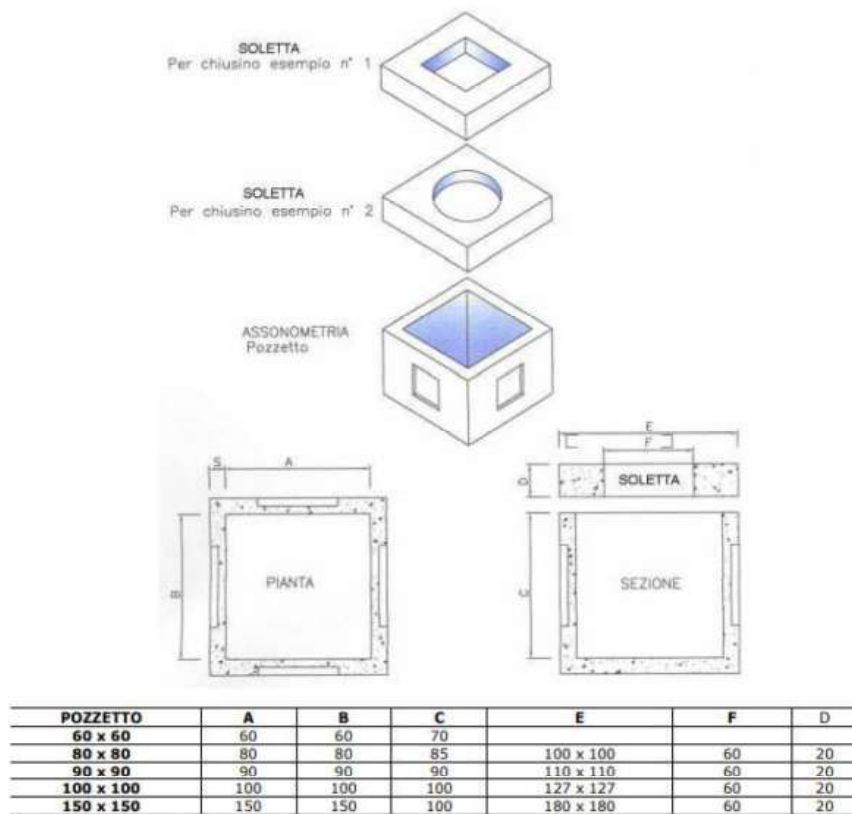 SOLETTA
Per chiusino esempio n° 1
SOLETTA
Per chiusino esempio n° 2
ASSONOMETRIA
Pozzetto
S A
B
PIANTA
E
F
D
SOLETTA
C
SEZIONE
POZZETTO A B C E F D
60 x 60 60 60 70
80 x 80 80 80 85 100 x 100 60 20
90 x 90 90 90 90 110 x 110 60 20
100 x 100 100 100 100 127 x 127 60 20
150 x 150 150 150 100 180 x 180 60 20